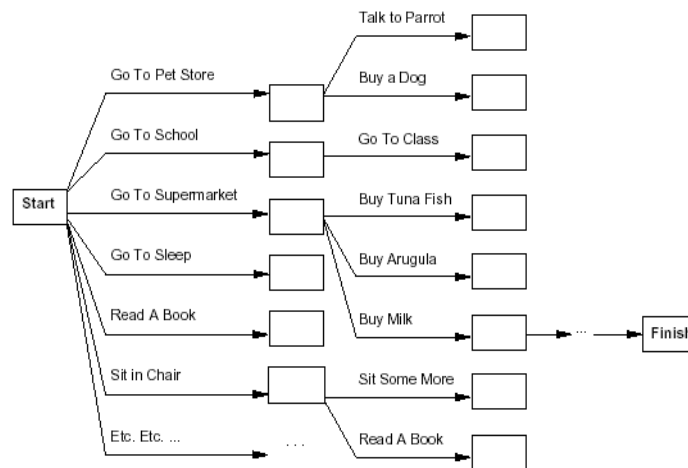 Talk to Parrot
Go To Pet Store
Buy a Dog
Go To School
Go To Class
Start
Go To Supermarket
Buy Tuna Fish
Go To Sleep
Buy Arugula
Read A Book
Buy Milk
...
Finish
Sit in Chair
Sit Some More
Etc. Etc. ...
. . .
Read A Book